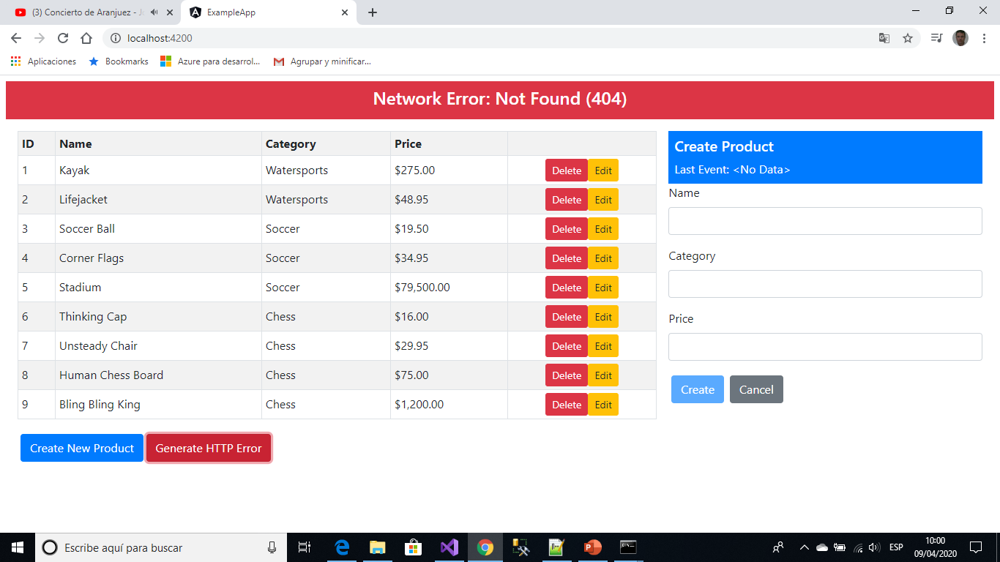 (3) Concierto de Aranjuez - Jo
ExampleApp
localhost:4200
Aplicaciones Bookmarks Azure para desarrol... Agrupar y minificar...
Network Error: Not Found (404)
ID Name Category Price
1 Kayak Watersports $275.00 Delete Edit
2 Lifejacket Watersports $48.95 Delete Edit
3 Soccer Ball Soccer $19.50 Delete Edit
4 Corner Flags Soccer $34.95 Delete Edit
5 Stadium Soccer $79,500.00 Delete Edit
6 Thinking Cap Chess $16.00 Delete Edit
7 Unsteady Chair Chess $29.95 Delete Edit
8 Human Chess Board Chess $75.00 Delete Edit
9 Bling Bling King Chess $1,200.00 Delete Edit
Create New Product Generate HTTP Error
Create Product
Last Event: <No Data>
Name
Category
Price
Create Cancel
Escribe aquí para buscar
ESP
10:00
09/04/2020